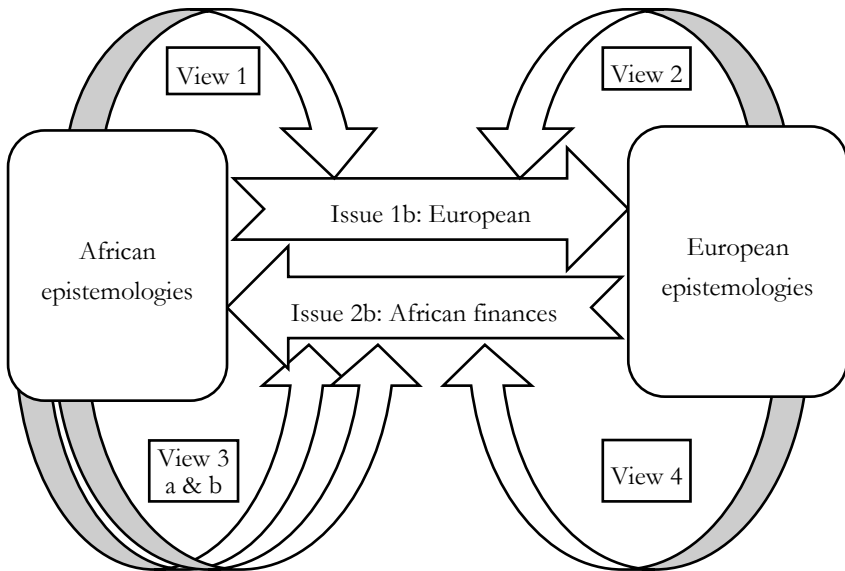 View 1
View 2
Issue 1b: European
African
epistemologies
European
epistemologies
Issue 2b: African finances
View 3
a & b
View 4